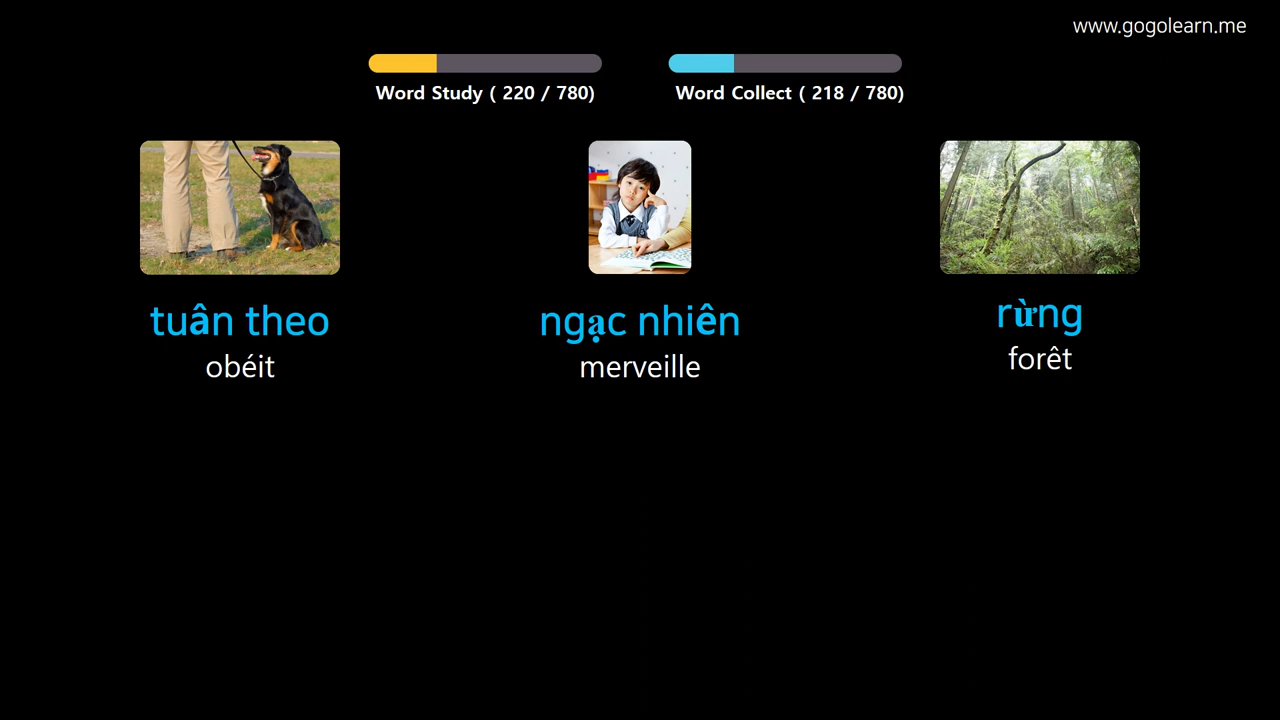 www.gogolearn.me
Word Study ( 220 / 780)
Word Collect ( 218 / 780)
tuân theo
obéit
ngạc nhiên
merveille
rừng
forêt